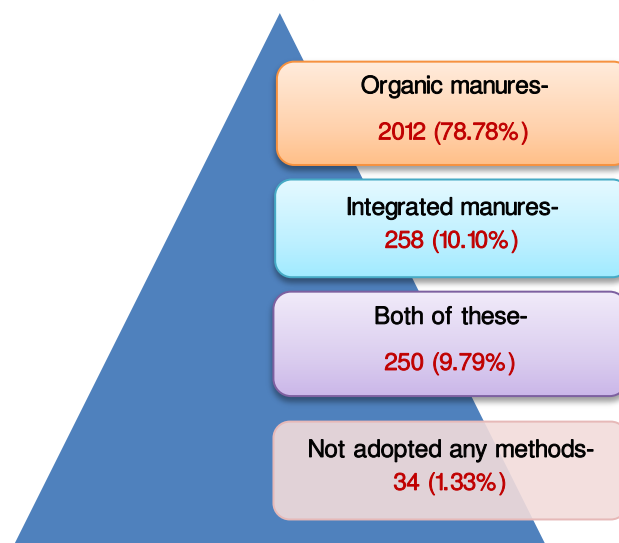 Organic manures-
2012 (78.78%)
Integrated manures-
258 (10.10%)
Both of these-
250 (9.79%)
Not adopted any methods-
34 (1.33%)